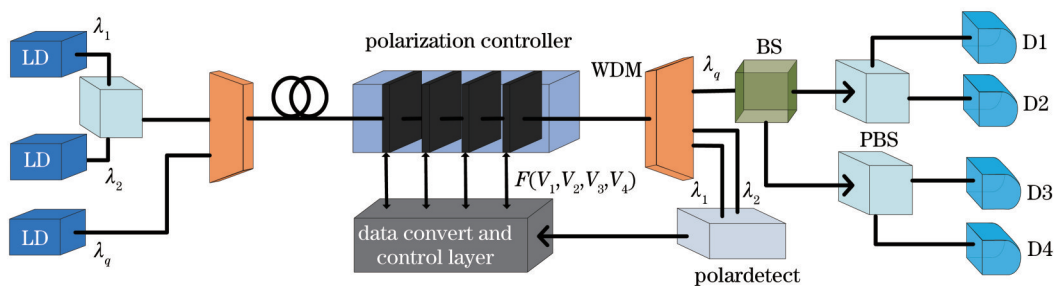 λ1
LD
LD
λ2
LD
λq
polarization controller
F(V1,V2,V3,V4)
data convert and
control layer
WDM
λq
λ1
λ2
polardetect
BS
PBS
D1
D2
D3
D4